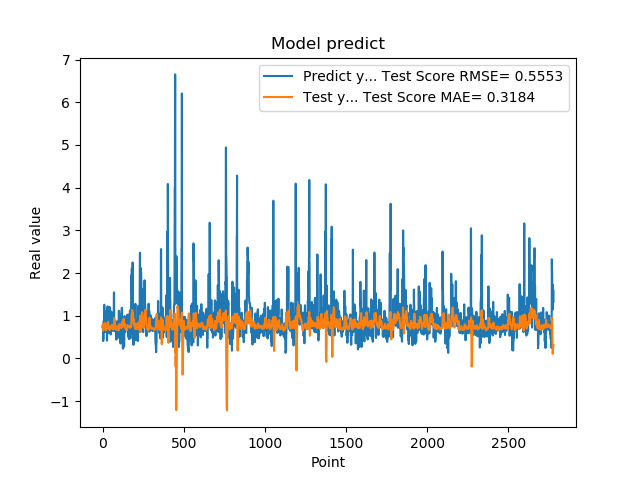 Model predict
Predict y... Test Score RMSE= 0.5553
Test y... Test Score MAE= 0.3184
Real value
7
6
5
4
3
2
1
0
−1
0 500 1000 1500 2000 2500
Point